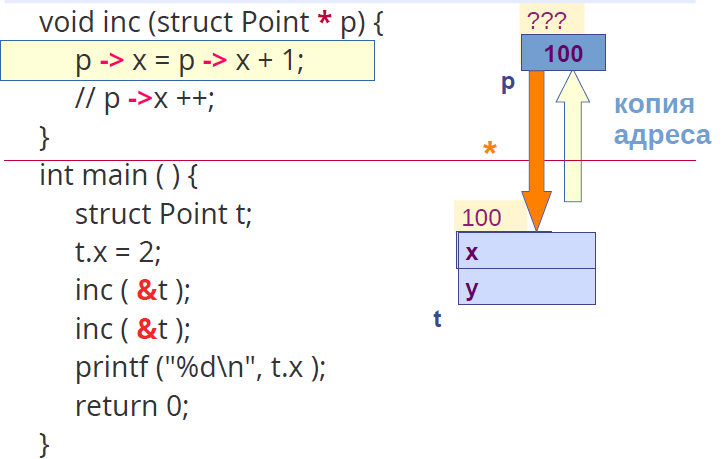 void inc (struct Point * p) {
p -> x = p -> x + 1;
// p ->x ++;
}
int main ( ) {
struct Point t;
t.x = 2;
inc ( &t );
inc ( &t );
printf ("%d\n", t.x );
return 0;
}
???
100
p
копия
адреса
*
100
x
y
t